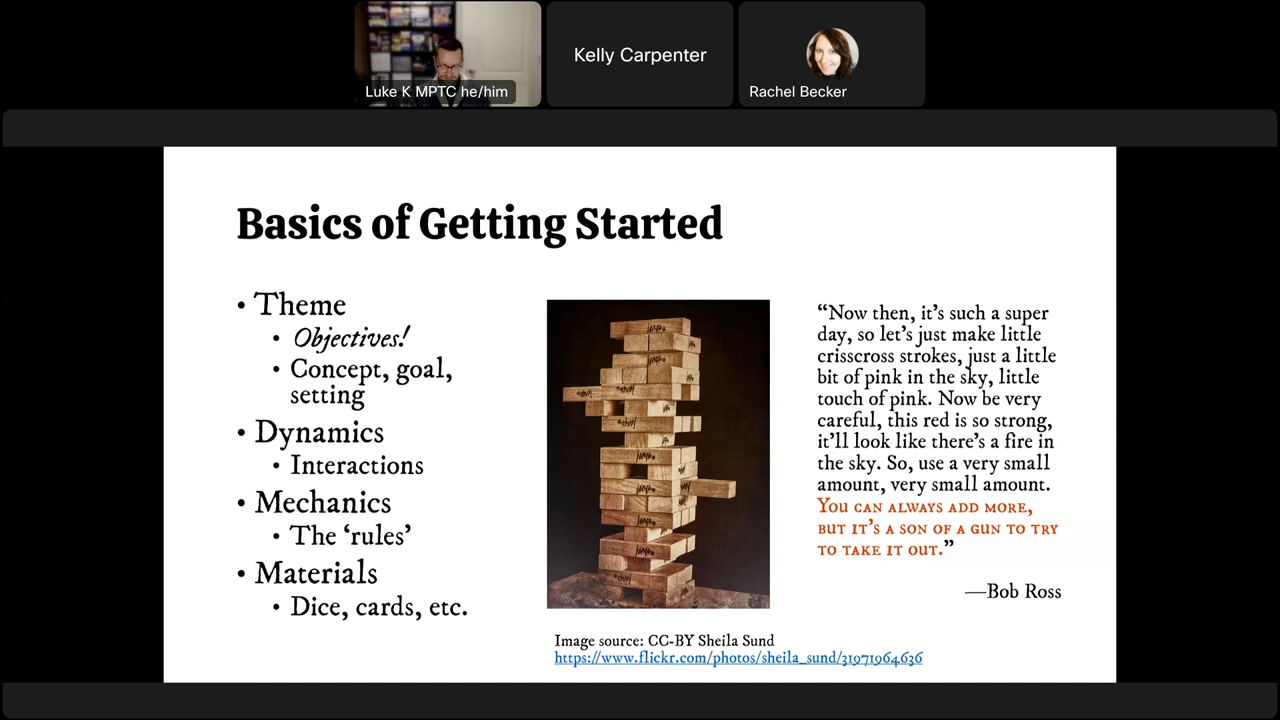 Luke K MPTC he/him
Kelly Carpenter
Rachel Becker
Basics of Getting Started
• Theme
• Objectives!
• Concept, goal,
setting
• Dynamics
• Interactions
• Mechanics
• The ‘rules’
• Materials
• Dice, cards, etc.
“Now then, it’s such a super
day, so let’s just make little
crisscross strokes, just a little
bit of pink in the sky, little
touch of pink. Now be very
careful, this red is so strong,
it’ll look like there’s a fire in
the sky. So, use a very small
amount, very small amount.
You can always add more,
but it’s a son of a gun to try
to take it out.”
—Bob Ross
Image source: CC-BY Sheila Sund
https://www.flickr.com/photos/sheila_sund/31971964636